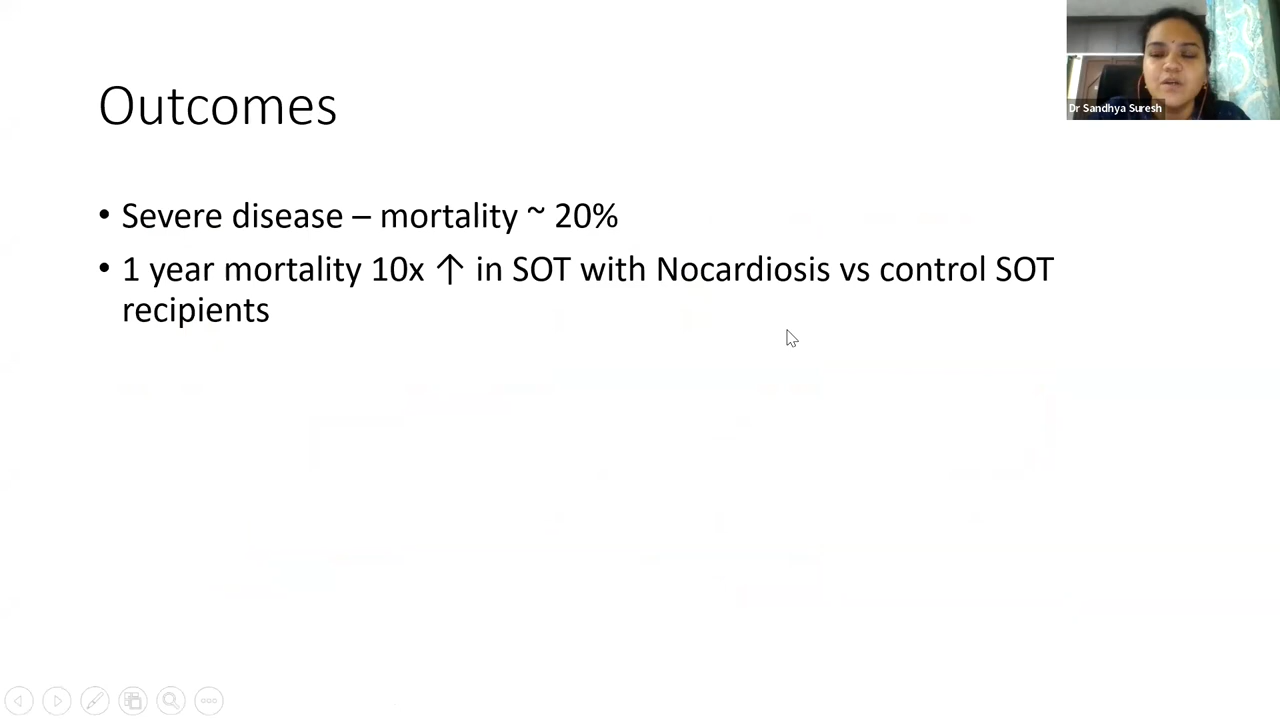 Outcomes
• Severe disease – mortality ~ 20%
• 1 year mortality 10x ↑ in SOT with Nocardiosis vs control SOT
recipients
Dr Sandhya Suresh